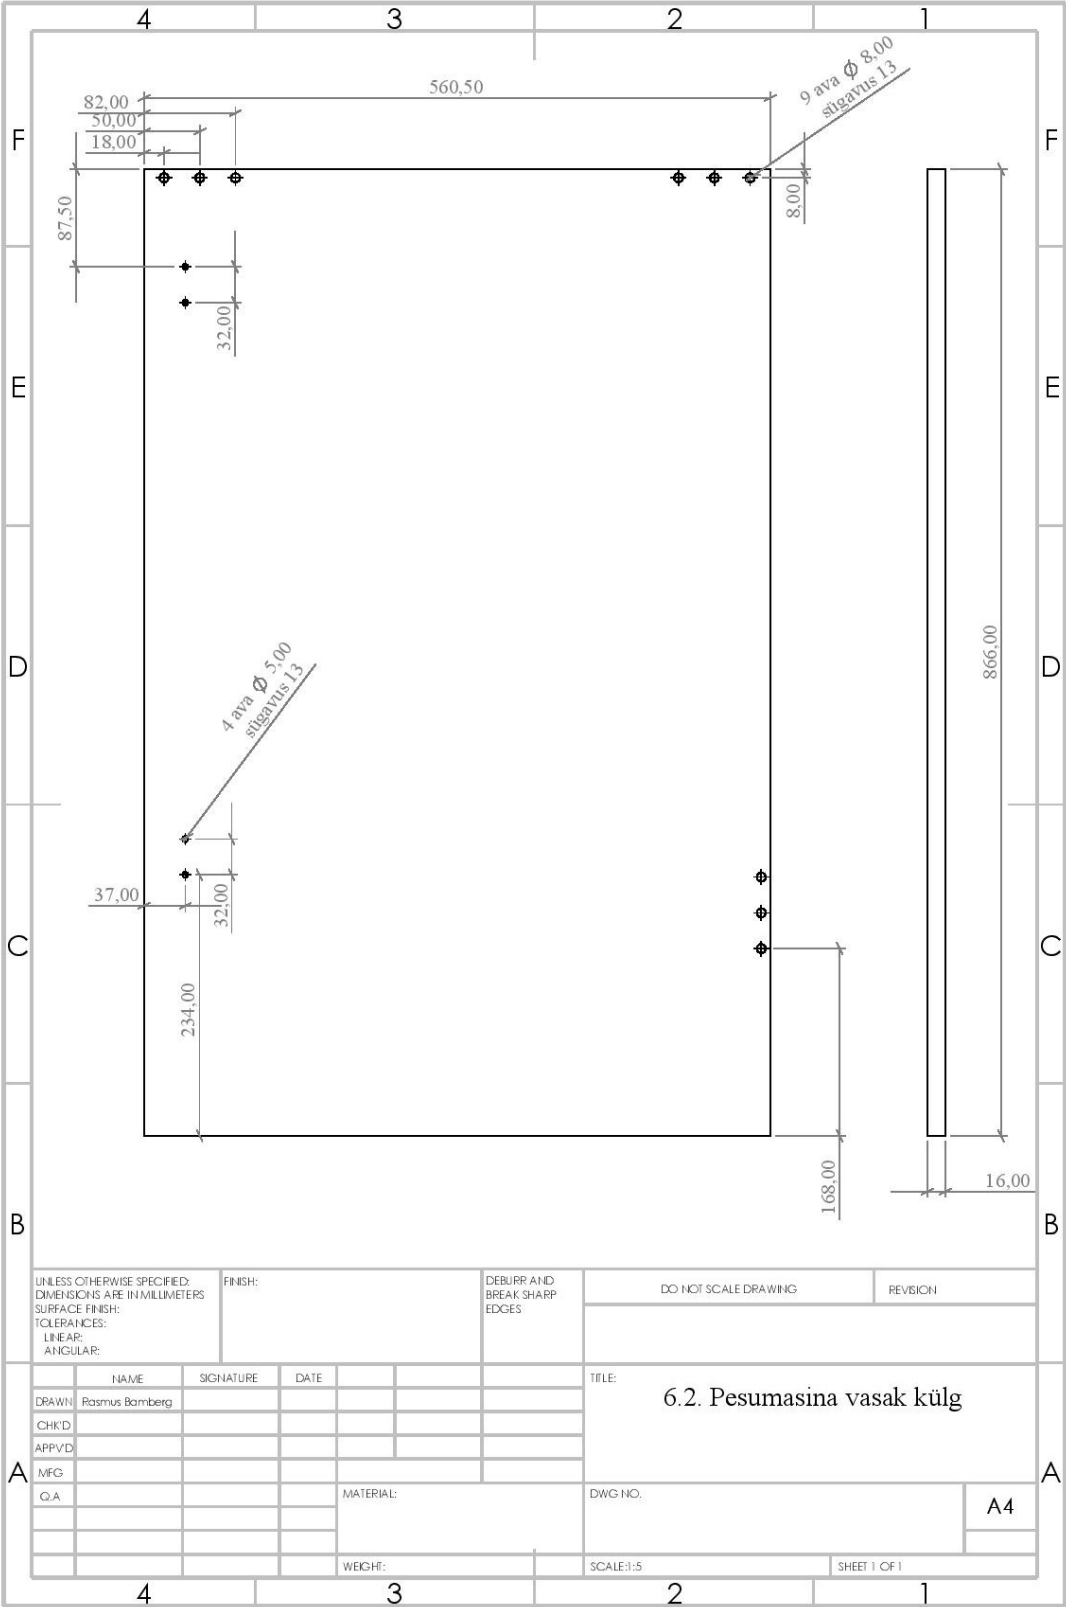 4 3 2 1
560,50
9 ava ϕ 8,00
sügavus 13
82,00
50,00
18,00
F F
8,00
87,50
32,00
E E
866,00
D D
4 ava ϕ 5,00
sügavus 13
37,00
32,00
C C
234,00
168,00
16,00
B B
UNLESS OTHERWISE SPECIFIED:
DIMENSIONS ARE IN MILLIMETERS
SURFACE FINISH:
TOLERANCES:
LINEAR:
ANGULAR:
FINISH:
DEBURR AND
BREAK SHARP
EDGES
DO NOT SCALE DRAWING
REVISION
NAME SIGNATURE DATE
DRAWN Rasmus Bamberg
CHK'D
APPV'D
MFG
Q.A
TITLE:
6.2. Pesumasina vasak külg
A A
MATERIAL:
DWG NO.
A4
WEIGHT:
SCALE:1:5
SHEET 1 OF 1
4 3 2 1